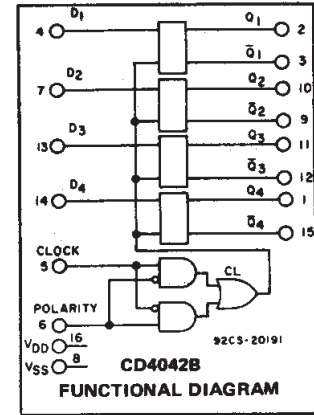 D1
4
Q1
2
Q̅1
3
D2
7
Q2
10
Q̅2
9
D3
13
Q3
11
Q̅3
12
D4
14
Q4
1
Q̅4
15
CLOCK
5
CL
POLARITY
6
92CS-20191
VDD 16
VSS 8
CD4042B
FUNCTIONAL DIAGRAM